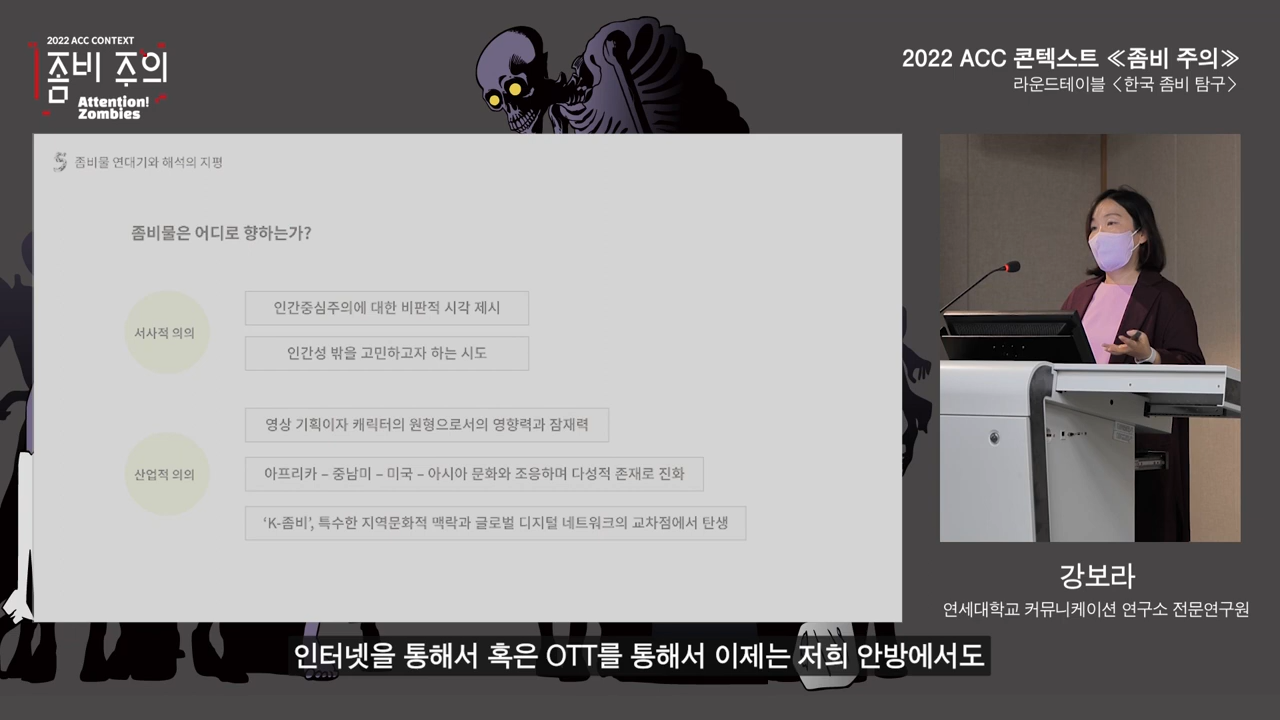 2022 ACC CONTEXT
좀비 주의
Attention!
Zombies
2022 ACC 콘텍스트 ≪좀비 주의≫
라운드테이블 〈한국 좀비 탐구〉
5 좀비물 연대기와 해석의 지평
좀비물은 어디로 향하는가?
서사적 의의
인간중심주의에 대한 비판적 시각 제시
인간성 밖을 고민하고자 하는 시도
산업적 의의
영상 기획이자 캐릭터의 원형으로서의 영향력과 잠재력
아프리카 – 중남미 – 미국 – 아시아 문화와 조응하며 다성적 존재로 진화
‘K-좀비’, 특수한 지역문화적 맥락과 글로벌 디지털 네트워크의 교차점에서 탄생
강보라
연세대학교 커뮤니케이션 연구소 전문연구원
인터넷을 통해서 혹은 OTT를 통해서 이제는 저희 안방에서도